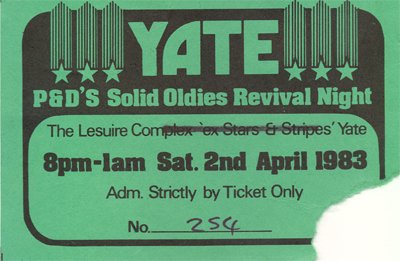 YATE
P&D'S Solid Oldies Revival Night
The Lesuire Complex 'ex Stars & Stripes' Yate
8pm-1am Sat. 2nd April 1983
Adm. Strictly by Ticket Only
No. 254